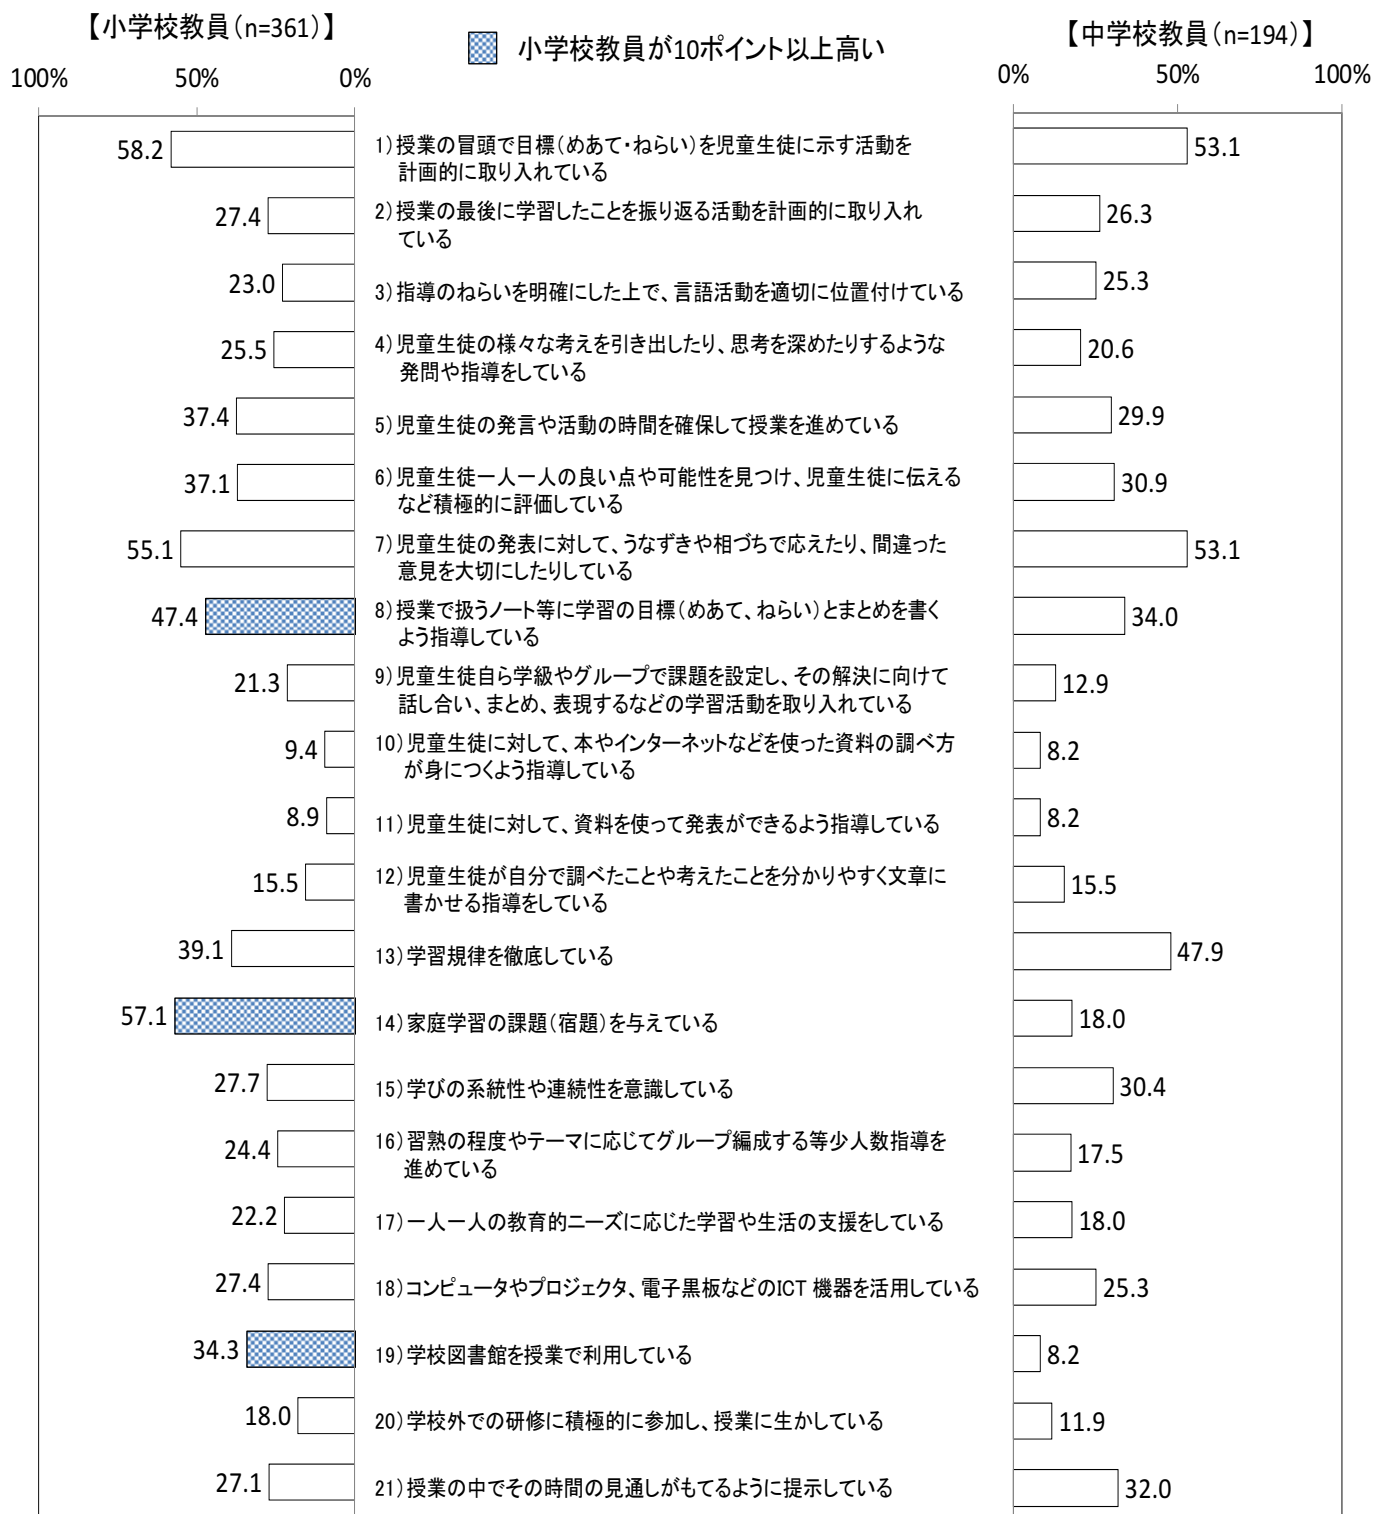 【小学校教員(n=361)】
小学校教員が10ポイント以上高い
【中学校教員(n=194)】
100% 50% 0%
0% 50% 100%
58.2 1)授業の冒頭で目標(めあて・ねらい)を児童生徒に示す活動を 53.1
計画的に取り入れている
27.4 2)授業の最後に学習したことを振り返る活動を計画的に取り入れ 26.3
ている
23.0 3)指導のねらいを明確にした上で、言語活動を適切に位置付けている 25.3
25.5 4)児童生徒の様々な考えを引き出したり、思考を深めたりするような 20.6
発問や指導をしている
37.4 5)児童生徒の発言や活動の時間を確保して授業を進めている 29.9
37.1 6)児童生徒一人一人の良い点や可能性を見つけ、児童生徒に伝える 30.9
など積極的に評価している
55.1 7)児童生徒の発表に対して、うなずきや相づちで応えたり、間違った 53.1
意見を大切にしたりしている
47.4 8)授業で扱うノート等に学習の目標(めあて、ねらい)とまとめを書く 34.0
よう指導している
21.3 9)児童生徒自ら学級やグループで課題を設定し、その解決に向けて 12.9
話し合い、まとめ、表現するなどの学習活動を取り入れている
9.4 10)児童生徒に対して、本やインターネットなどを使った資料の調べ方 8.2
が身につくよう指導している
8.9 11)児童生徒に対して、資料を使って発表ができるよう指導している 8.2
15.5 12)児童生徒が自分で調べたことや考えたことを分かりやすく文章に 15.5
書かせる指導をしている
39.1 13)学習規律を徹底している 47.9
57.1 14)家庭学習の課題(宿題)を与えている 18.0
27.7 15)学びの系統性や連続性を意識している 30.4
24.4 16)習熟の程度やテーマに応じてグループ編成する等少人数指導を 17.5
進めている
22.2 17)一人一人の教育的ニーズに応じた学習や生活の支援をしている 18.0
27.4 18)コンピュータやプロジェクタ、電子黒板などのICT 機器を活用している 25.3
34.3 19)学校図書館を授業で利用している 8.2
18.0 20)学校外での研修に積極的に参加し、授業に生かしている 11.9
27.1 21)授業の中でその時間の見通しがもてるように提示している 32.0